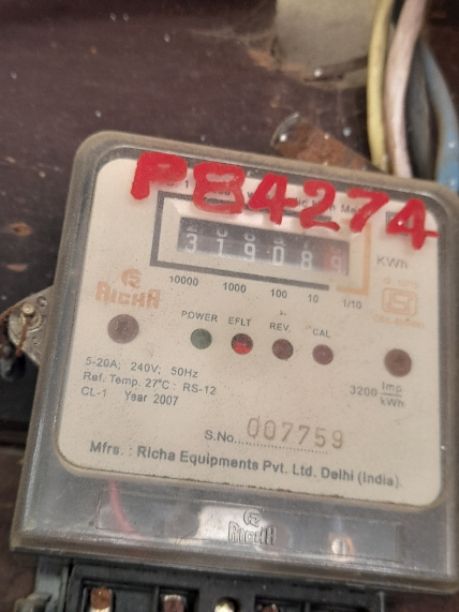 PB4274
319089
KWh
10000 1000 100 10 1/10
RICHA
POWER EFLT REV. CAL
5-20A; 240V; 50Hz
Ref. Temp. 27°C : RS-12
CL-1 Year 2007
3200 Imp/kWh
S.No. 007759
Mfrs. : Richa Equipments Pvt. Ltd. Delhi (India).
RICHA